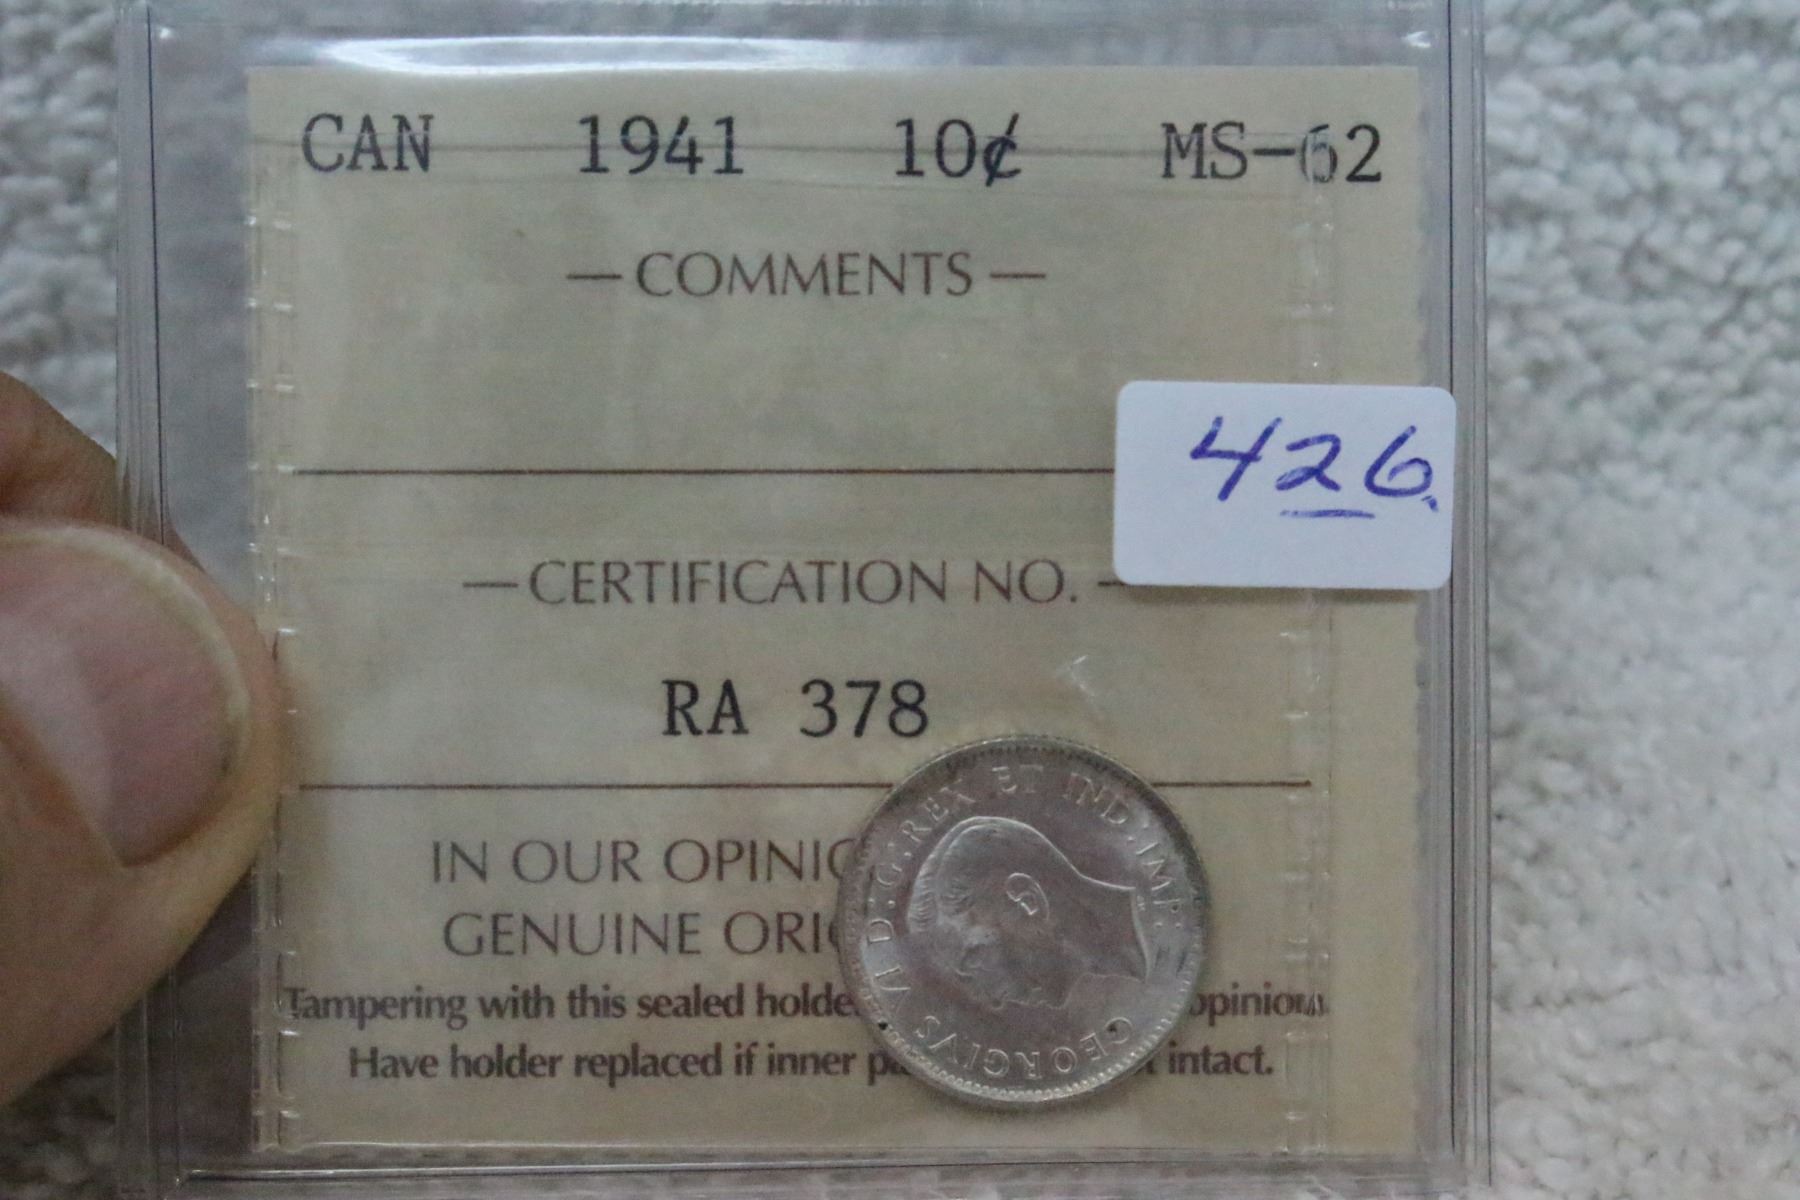 CAN 1941 10¢ MS-62
— COMMENTS —
426
— CERTIFICATION NO. —
RA 378
IN OUR OPINIO
GENUINE ORIG
Tampering with this sealed holde opinion.
Have holder replaced if inner pa t intact.
GEORGIVS VI D:G:REX ET IND:IMP: